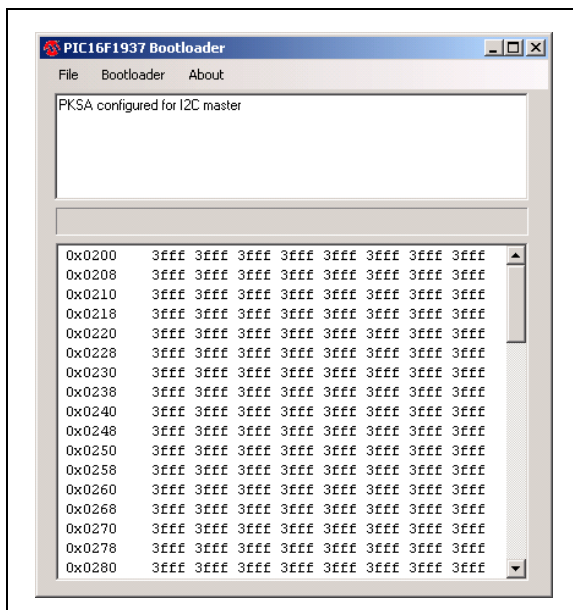 PIC16F1937 Bootloader
File Bootloader About
PKSA configured for I2C master
0x0200 3fff 3fff 3fff 3fff 3fff 3fff 3fff 3fff
0x0208 3fff 3fff 3fff 3fff 3fff 3fff 3fff 3fff
0x0210 3fff 3fff 3fff 3fff 3fff 3fff 3fff 3fff
0x0218 3fff 3fff 3fff 3fff 3fff 3fff 3fff 3fff
0x0220 3fff 3fff 3fff 3fff 3fff 3fff 3fff 3fff
0x0228 3fff 3fff 3fff 3fff 3fff 3fff 3fff 3fff
0x0230 3fff 3fff 3fff 3fff 3fff 3fff 3fff 3fff
0x0238 3fff 3fff 3fff 3fff 3fff 3fff 3fff 3fff
0x0240 3fff 3fff 3fff 3fff 3fff 3fff 3fff 3fff
0x0248 3fff 3fff 3fff 3fff 3fff 3fff 3fff 3fff
0x0250 3fff 3fff 3fff 3fff 3fff 3fff 3fff 3fff
0x0258 3fff 3fff 3fff 3fff 3fff 3fff 3fff 3fff
0x0260 3fff 3fff 3fff 3fff 3fff 3fff 3fff 3fff
0x0268 3fff 3fff 3fff 3fff 3fff 3fff 3fff 3fff
0x0270 3fff 3fff 3fff 3fff 3fff 3fff 3fff 3fff
0x0278 3fff 3fff 3fff 3fff 3fff 3fff 3fff 3fff
0x0280 3fff 3fff 3fff 3fff 3fff 3fff 3fff 3fff